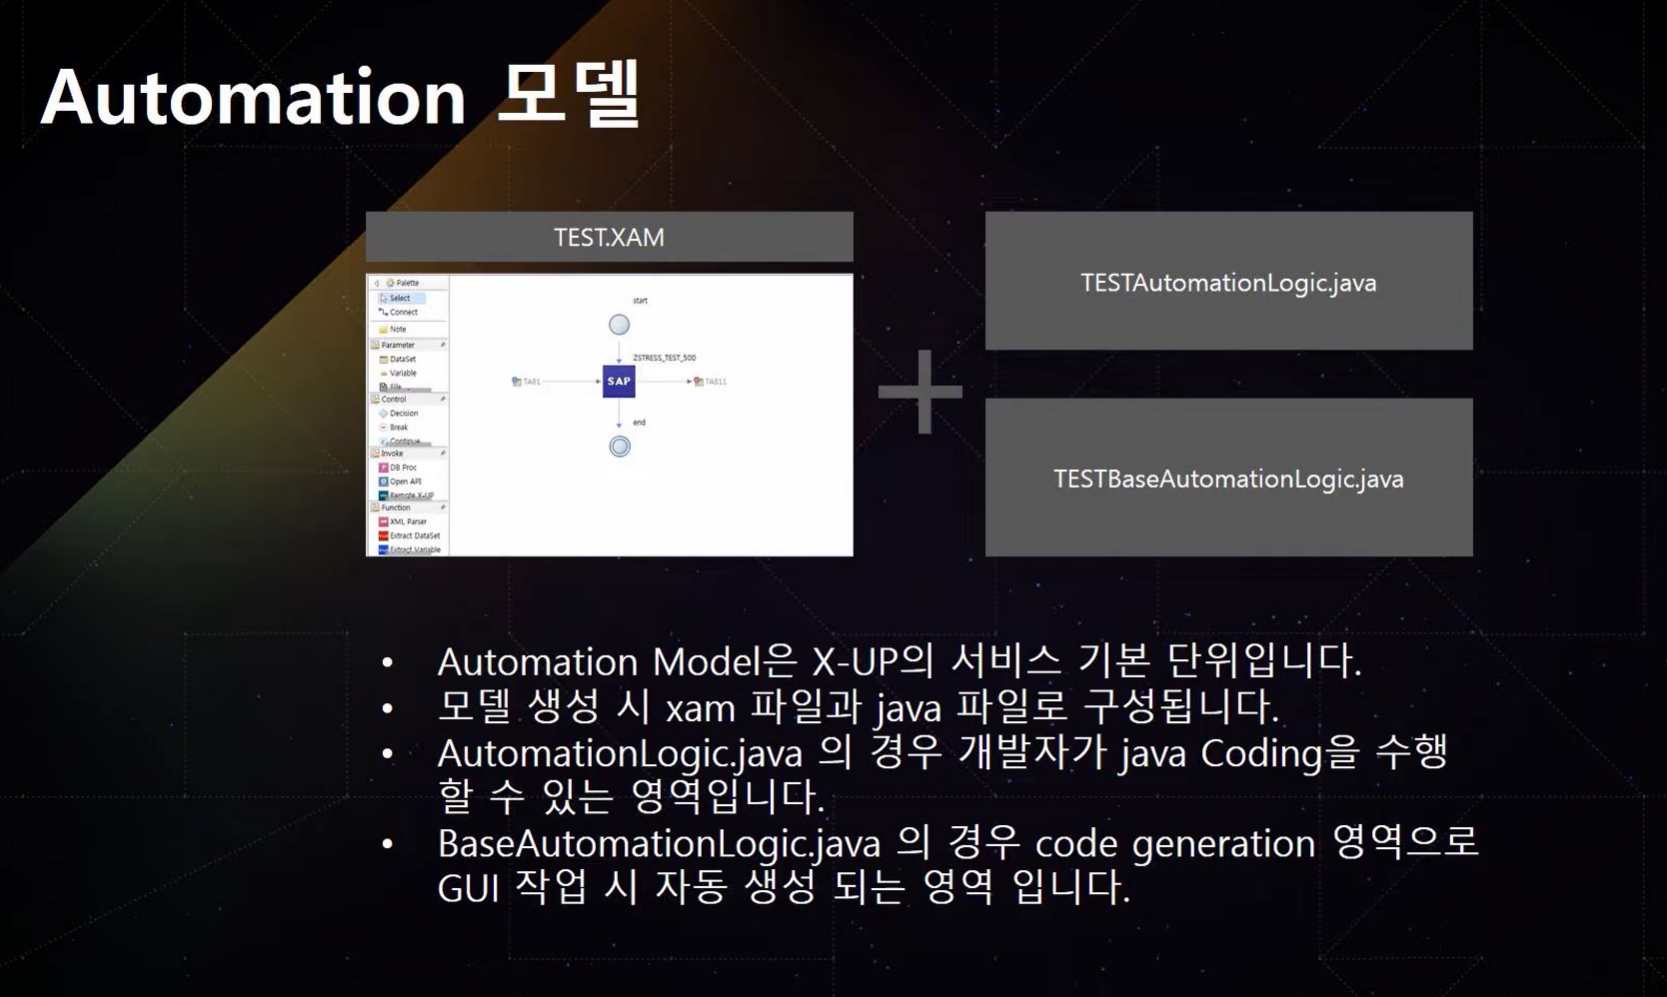 Automation 모델
TEST.XAM
Palette
Select
Connect
Note
Parameter
DataSet
Variable
File
Control
Decision
Break
Continue
Invoke
DB Proc
Open API
Remote X-UP
Function
XML Parser
Extract DataSet
Extract Variable
start
ZSTRESS_TEST_500
TAB1
SAP
TAB11
end
TESTAutomationLogic.java
TESTBaseAutomationLogic.java
• Automation Model은 X-UP의 서비스 기본 단위입니다.
• 모델 생성 시 xam 파일과 java 파일로 구성됩니다.
• AutomationLogic.java 의 경우 개발자가 java Coding을 수행
할 수 있는 영역입니다.
• BaseAutomationLogic.java 의 경우 code generation 영역으로
GUI 작업 시 자동 생성 되는 영역 입니다.